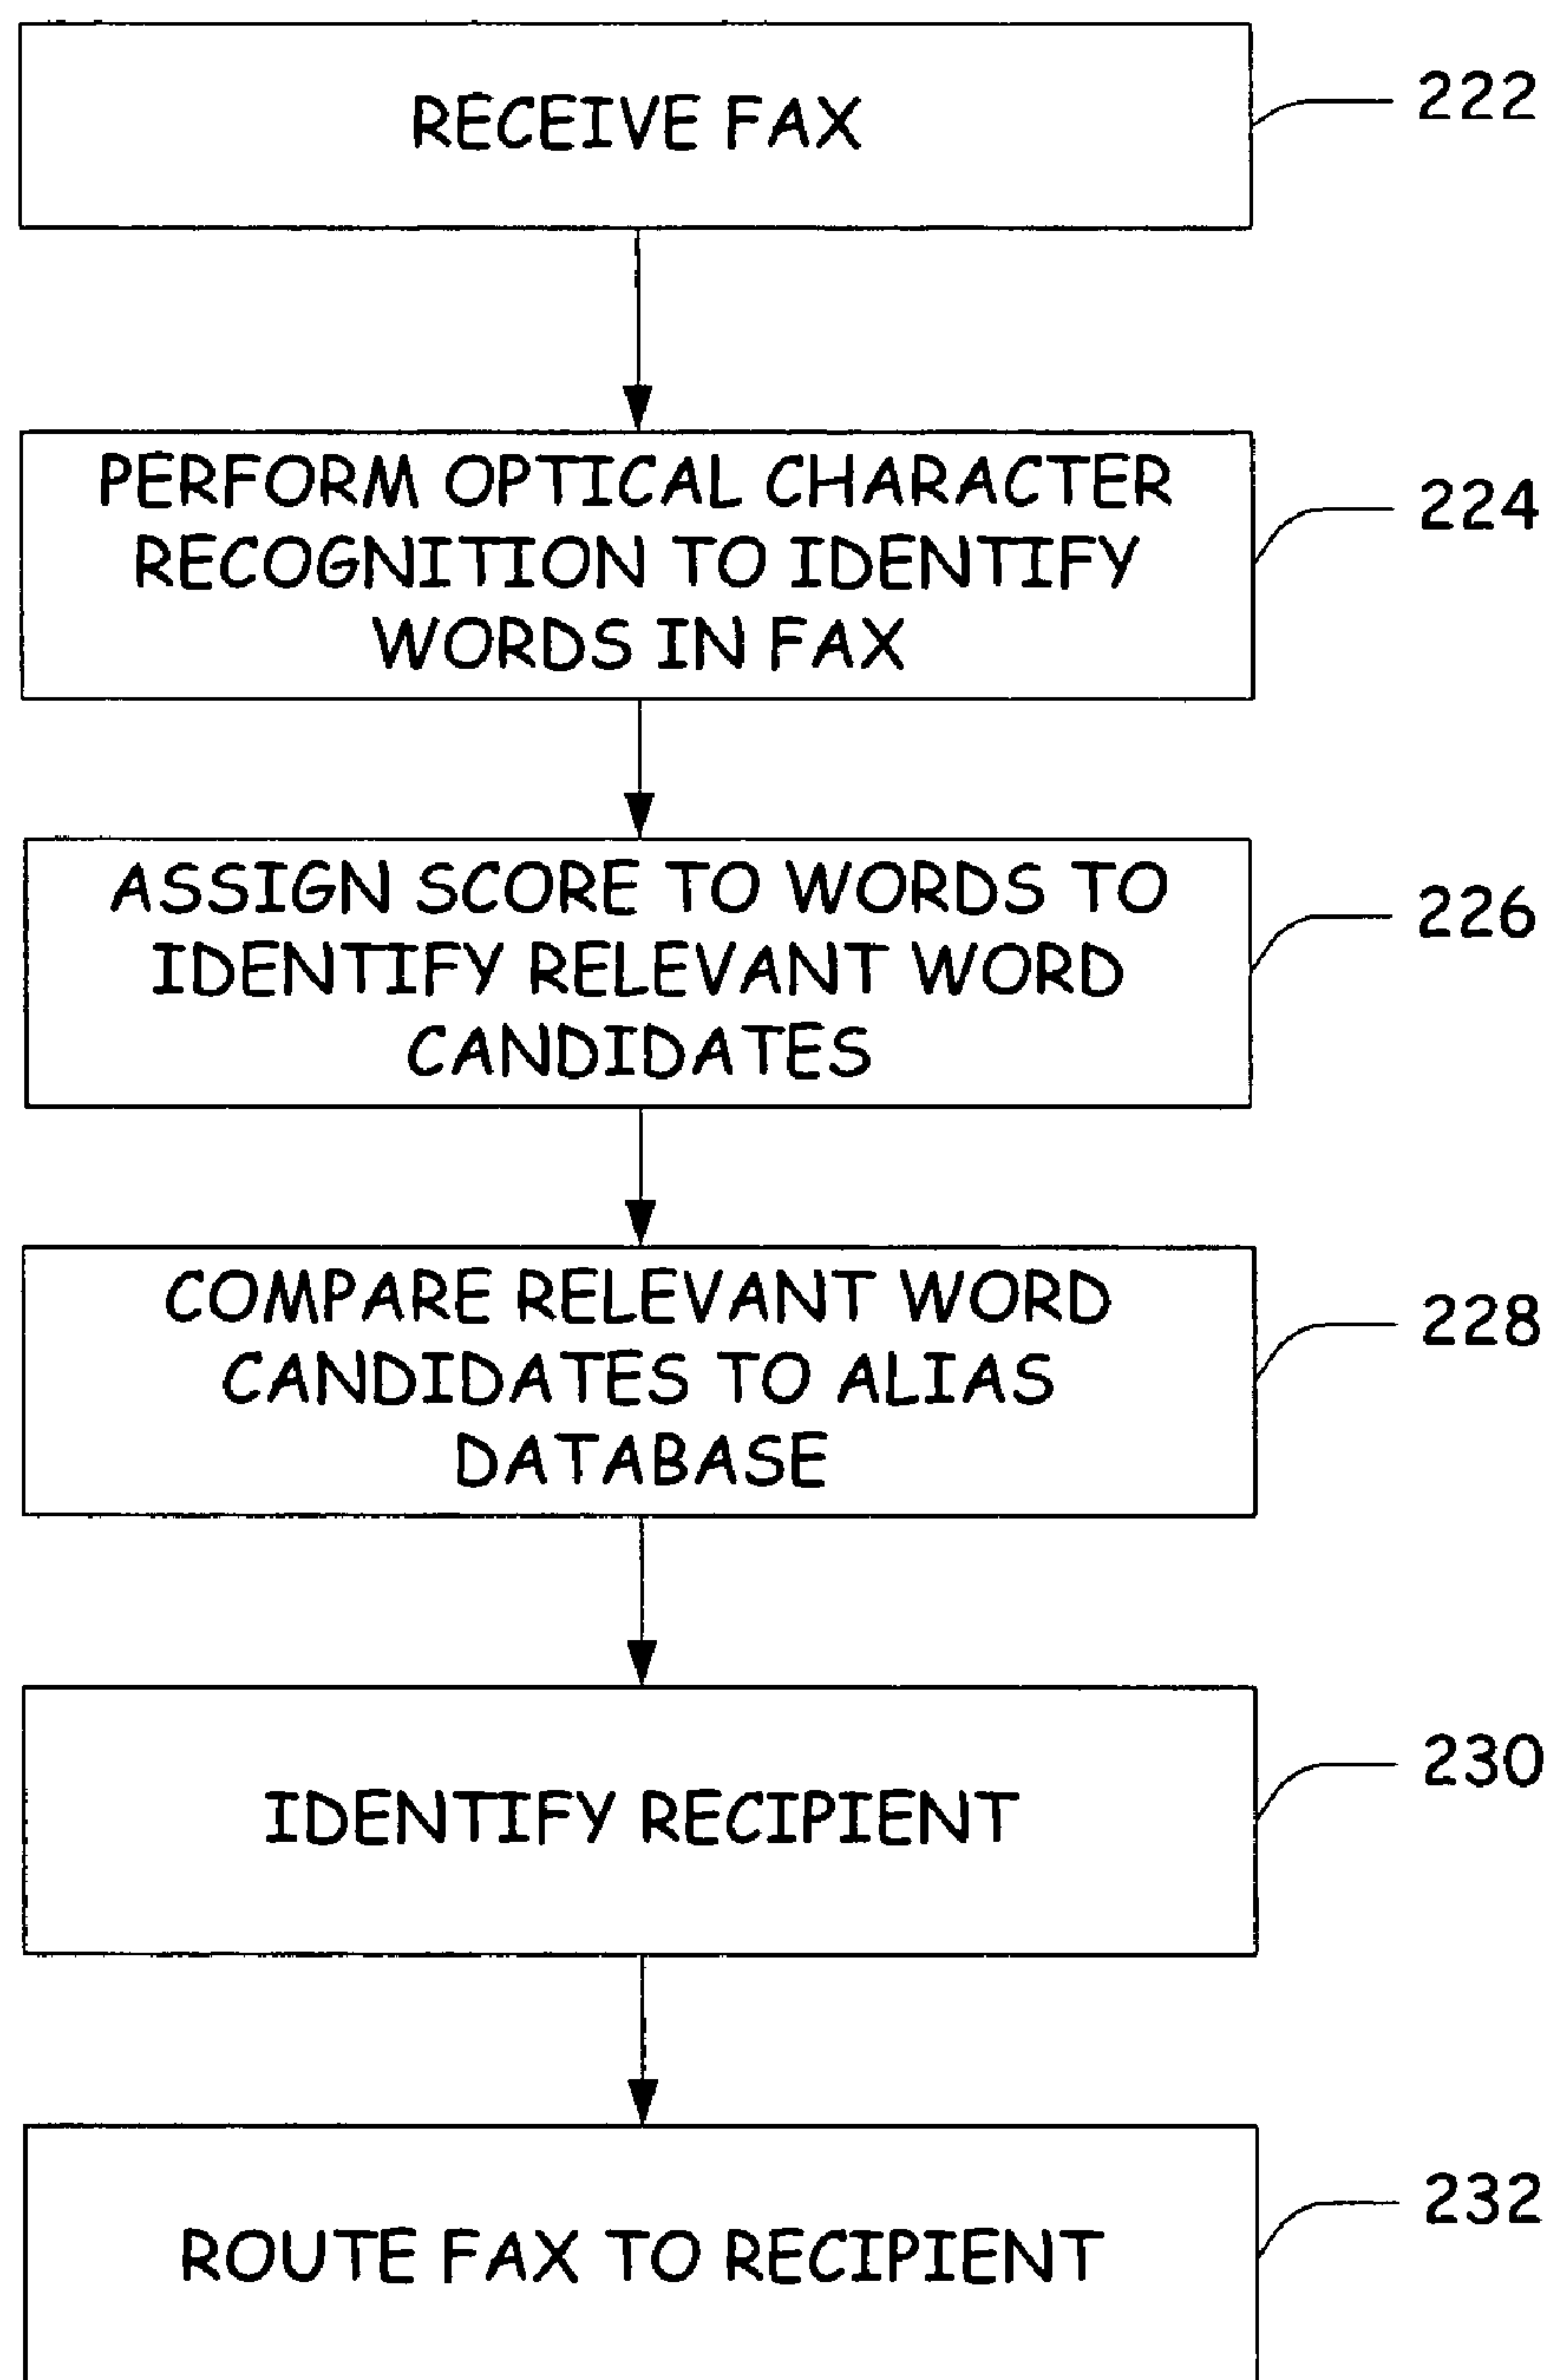 RECEIVE FAX
222
PERFORM OPTICAL CHARACTER
RECOGNITION TO IDENTIFY
WORDS IN FAX
224
ASSIGN SCORE TO WORDS TO
IDENTIFY RELEVANT WORD
CANDIDATES
226
COMPARE RELEVANT WORD
CANDIDATES TO ALIAS
DATABASE
228
IDENTIFY RECIPIENT
230
ROUTE FAX TO RECIPIENT
232